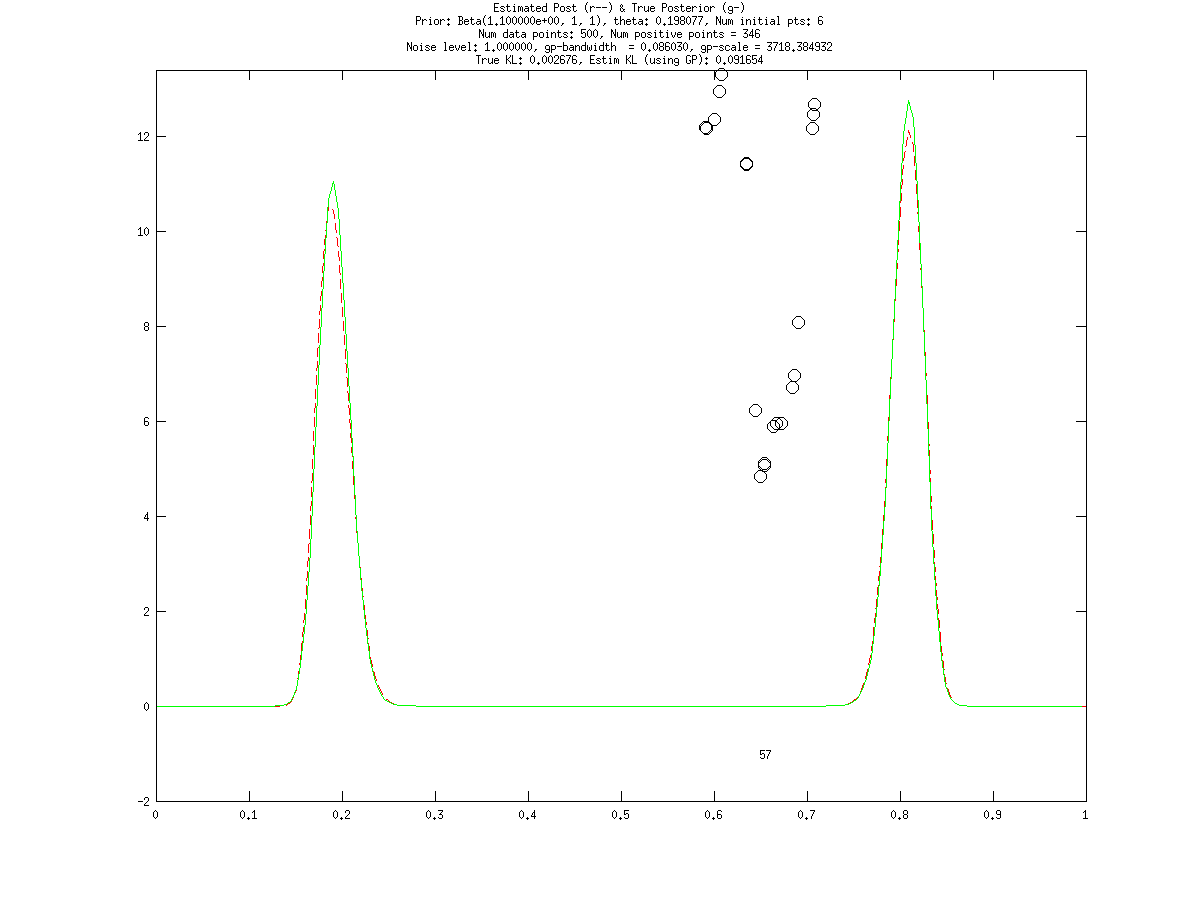 Estimated Post (r--) & True Posterior (g-)
Prior: Beta(1.100000e+00, 1, 1), theta: 0.198077, Num initial pts: 6
Num data points: 500, Num positive points = 346
Noise level: 1.000000, gp-bandwidth = 0.086030, gp-scale = 3718.384932
True KL: 0.002676, Estim KL (using GP): 0.091654
12
10
8
6
4
2
0
57
-2
0 0.1 0.2 0.3 0.4 0.5 0.6 0.7 0.8 0.9 1